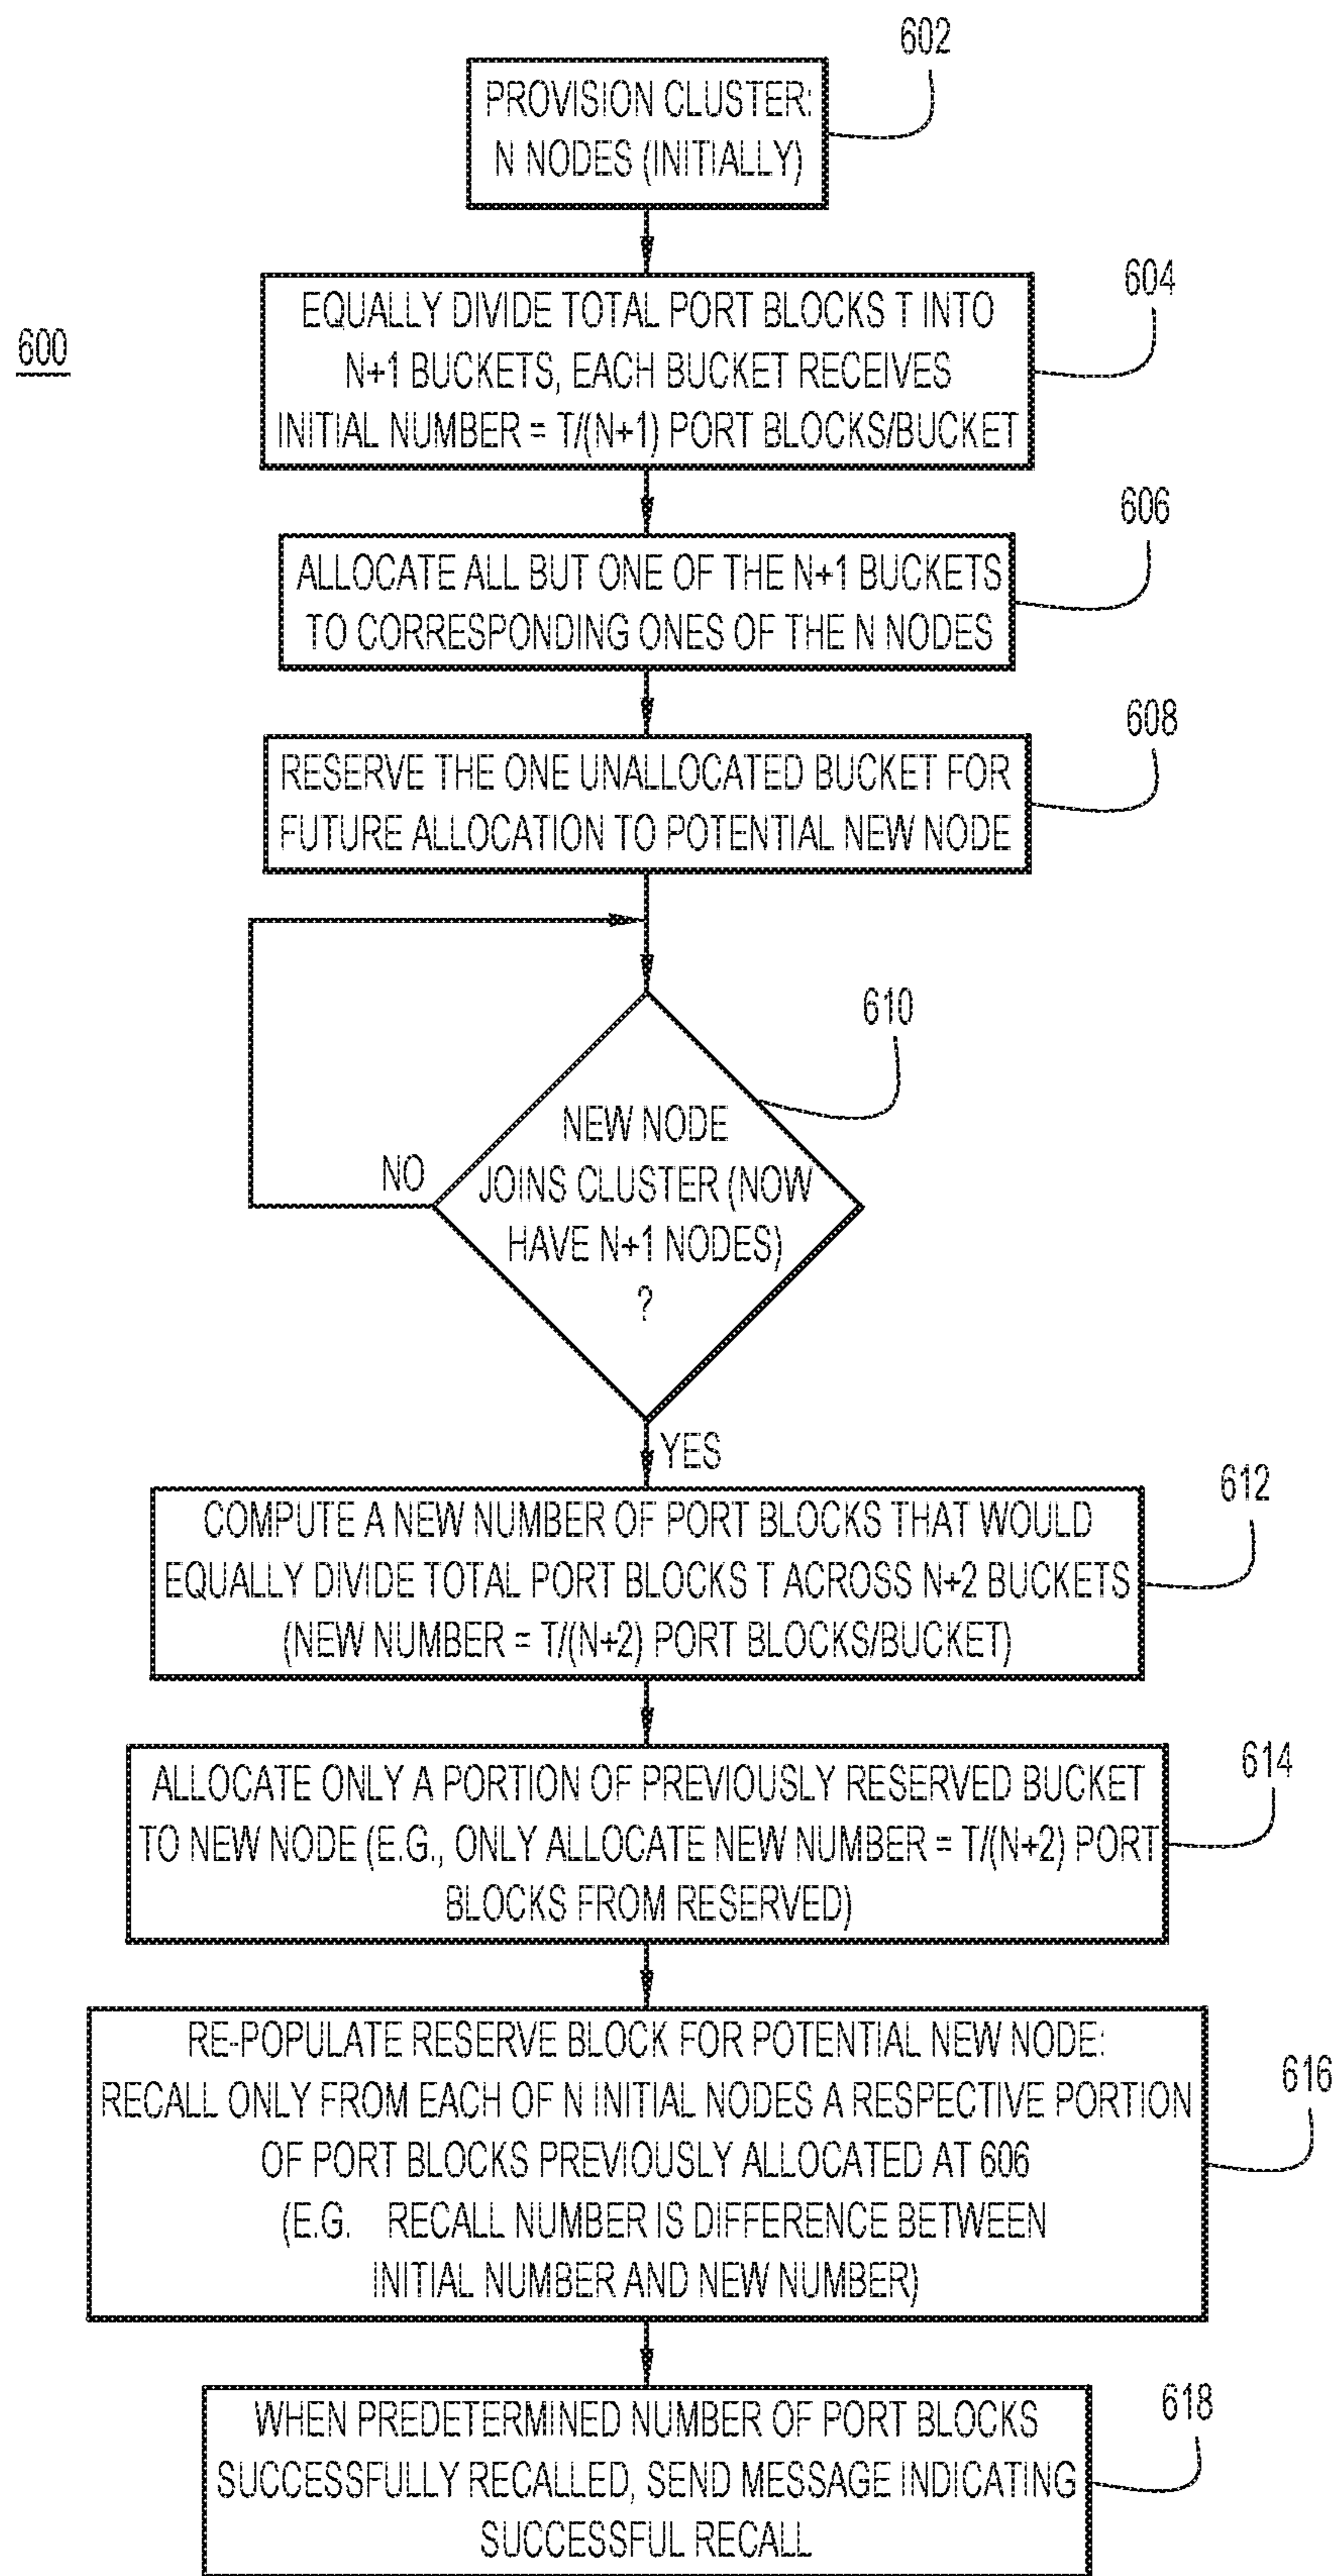 602
PROVISION CLUSTER:
N NODES (INITIALLY)
604
600
EQUALLY DIVIDE TOTAL PORT BLOCKS T INTO
N+1 BUCKETS, EACH BUCKET RECEIVES
INITIAL NUMBER = T/(N+1) PORT BLOCKS/BUCKET
606
ALLOCATE ALL BUT ONE OF THE N+1 BUCKETS
TO CORRESPONDING ONES OF THE N NODES
608
RESERVE THE ONE UNALLOCATED BUCKET FOR
FUTURE ALLOCATION TO POTENTIAL NEW NODE
610
NEW NODE
JOINS CLUSTER (NOW
HAVE N+1 NODES)
?
NO
YES
612
COMPUTE A NEW NUMBER OF PORT BLOCKS THAT WOULD
EQUALLY DIVIDE TOTAL PORT BLOCKS T ACROSS N+2 BUCKETS
(NEW NUMBER = T/(N+2) PORT BLOCKS/BUCKET)
614
ALLOCATE ONLY A PORTION OF PREVIOUSLY RESERVED BUCKET
TO NEW NODE (E.G., ONLY ALLOCATE NEW NUMBER = T/(N+2) PORT
BLOCKS FROM RESERVED)
616
RE-POPULATE RESERVE BLOCK FOR POTENTIAL NEW NODE:
RECALL ONLY FROM EACH OF N INITIAL NODES A RESPECTIVE PORTION
OF PORT BLOCKS PREVIOUSLY ALLOCATED AT 606
(E.G. RECALL NUMBER IS DIFFERENCE BETWEEN
INITIAL NUMBER AND NEW NUMBER)
618
WHEN PREDETERMINED NUMBER OF PORT BLOCKS
SUCCESSFULLY RECALLED, SEND MESSAGE INDICATING
SUCCESSFUL RECALL